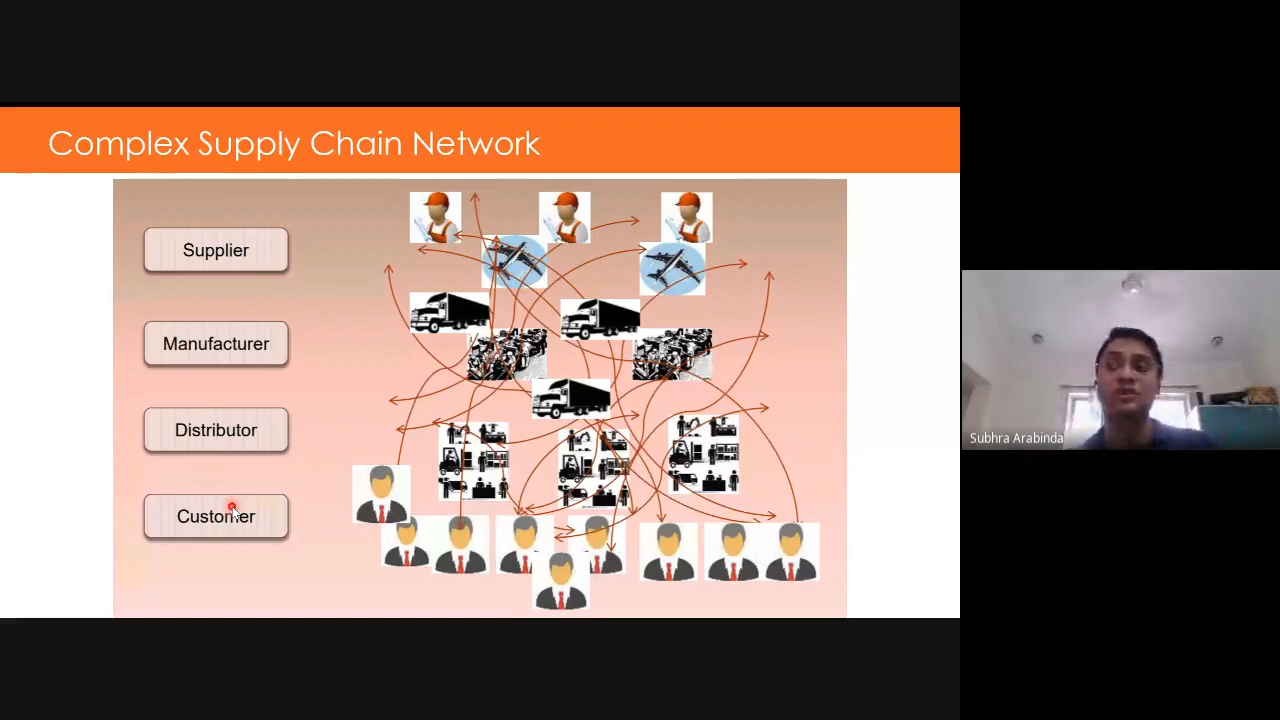 Complex Supply Chain Network
Supplier
Manufacturer
Distributor
Customer
Subhra Arabinda